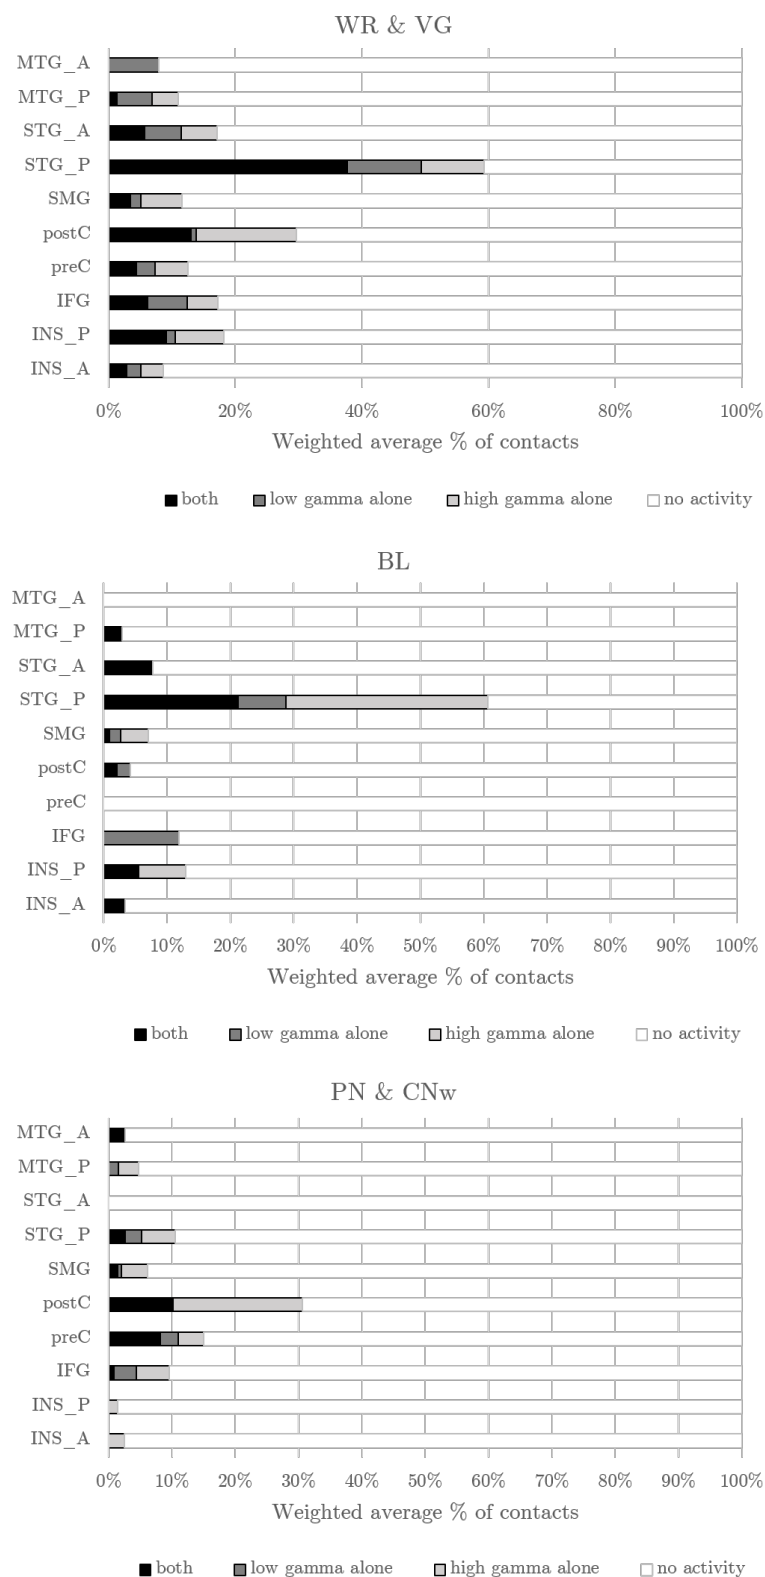 WR & VG
MTG_A
MTG_P
STG_A
STG_P
SMG
postC
preC
IFG
INS_P
INS_A
0% 20% 40% 60% 80% 100%
Weighted average % of contacts
both low gamma alone high gamma alone no activity
BL
MTG_A
MTG_P
STG_A
STG_P
SMG
postC
preC
IFG
INS_P
INS_A
0% 10% 20% 30% 40% 50% 60% 70% 80% 90% 100%
Weighted average % of contacts
both low gamma alone high gamma alone no activity
PN & CNw
MTG_A
MTG_P
STG_A
STG_P
SMG
postC
preC
IFG
INS_P
INS_A
0% 10% 20% 30% 40% 50% 60% 70% 80% 90% 100%
Weighted average % of contacts
both low gamma alone high gamma alone no activity